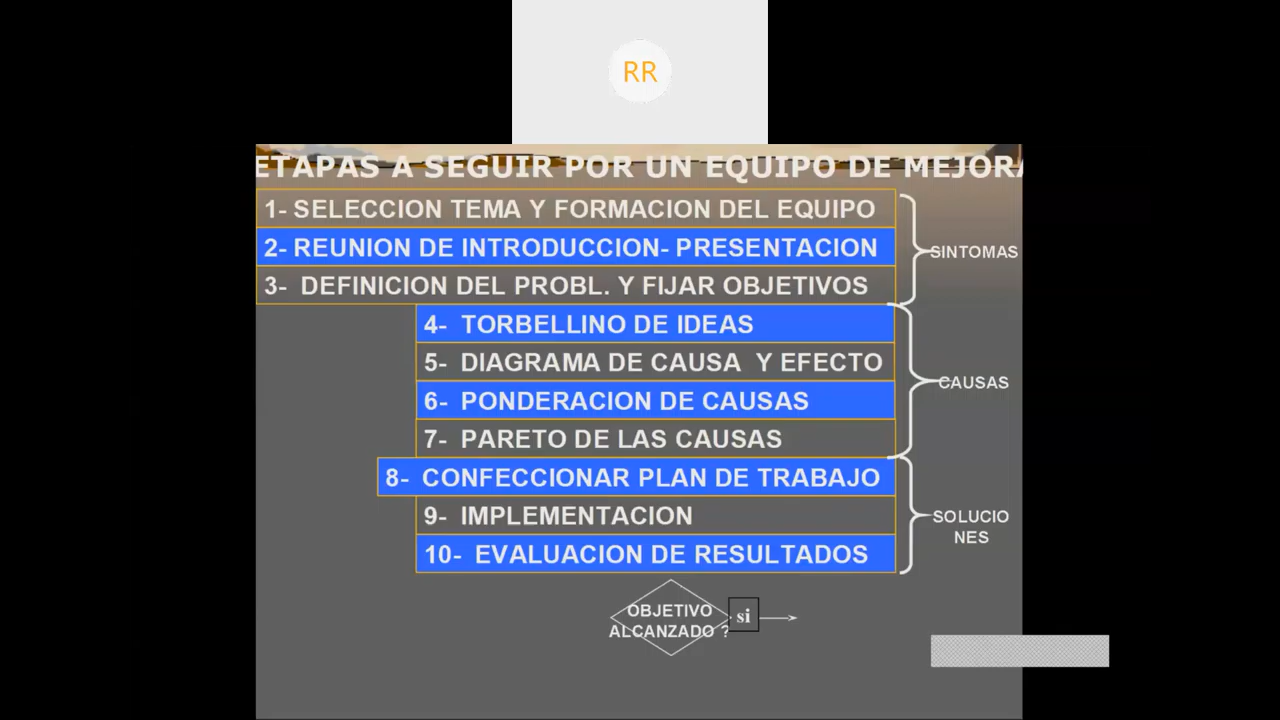 RR
ETAPAS A SEGUIR POR UN EQUIPO DE MEJORA
1- SELECCION TEMA Y FORMACION DEL EQUIPO
2- REUNION DE INTRODUCCION- PRESENTACION
3- DEFINICION DEL PROBL. Y FIJAR OBJETIVOS
SINTOMAS
4- TORBELLINO DE IDEAS
5- DIAGRAMA DE CAUSA Y EFECTO
6- PONDERACION DE CAUSAS
7- PARETO DE LAS CAUSAS
CAUSAS
8- CONFECCIONAR PLAN DE TRABAJO
9- IMPLEMENTACION
10- EVALUACION DE RESULTADOS
SOLUCIO
NES
OBJETIVO
ALCANZADO ?
si